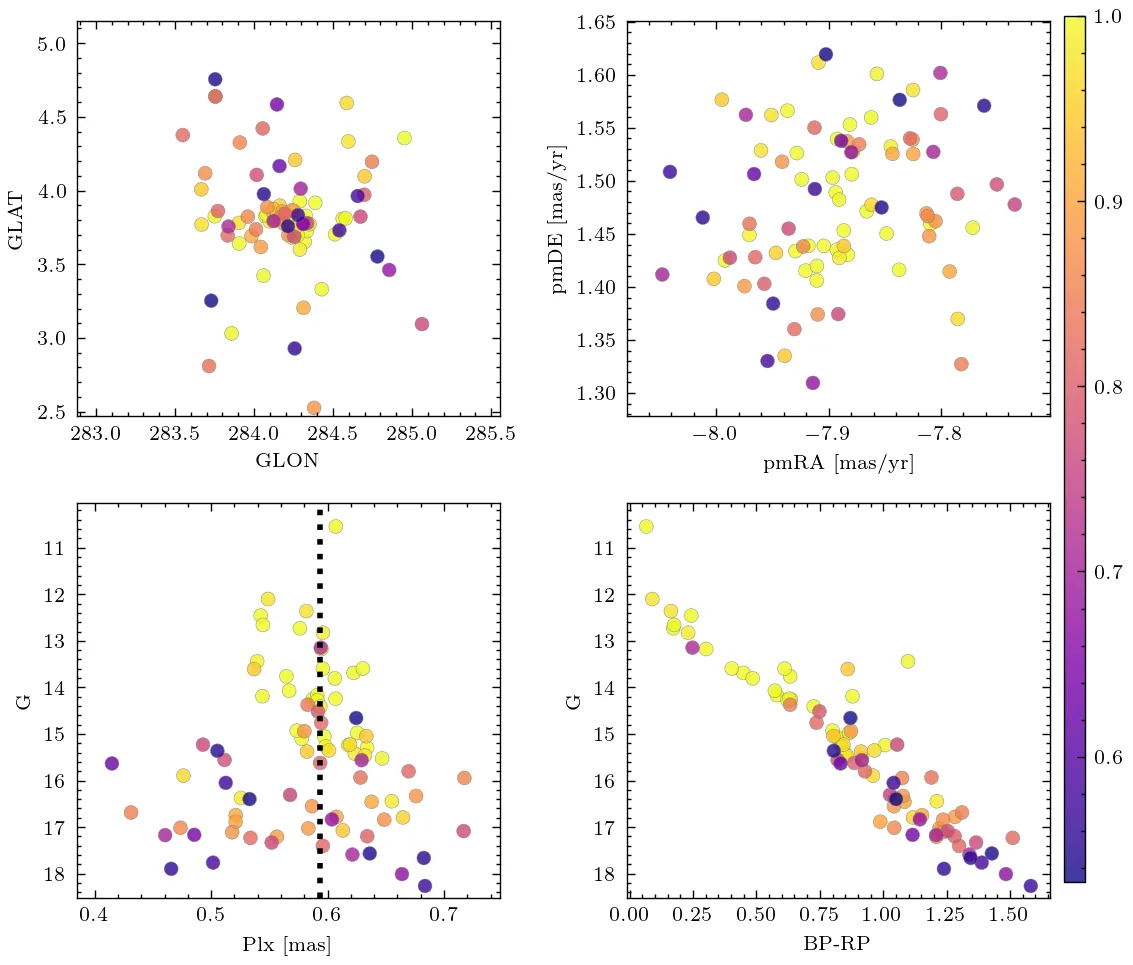 5.0
4.5
4.0
3.5
3.0
2.5
GLAT
283.0 283.5 284.0 284.5 285.0 285.5
GLON
1.65
1.60
1.55
1.50
1.45
1.40
1.35
1.30
pmDE [mas/yr]
−8.0 −7.9 −7.8
pmRA [mas/yr]
1.0
0.9
0.8
0.7
0.6
11
12
13
14
15
16
17
18
G
0.4 0.5 0.6 0.7
Plx [mas]
11
12
13
14
15
16
17
18
G
0.00 0.25 0.50 0.75 1.00 1.25 1.50
BP-RP